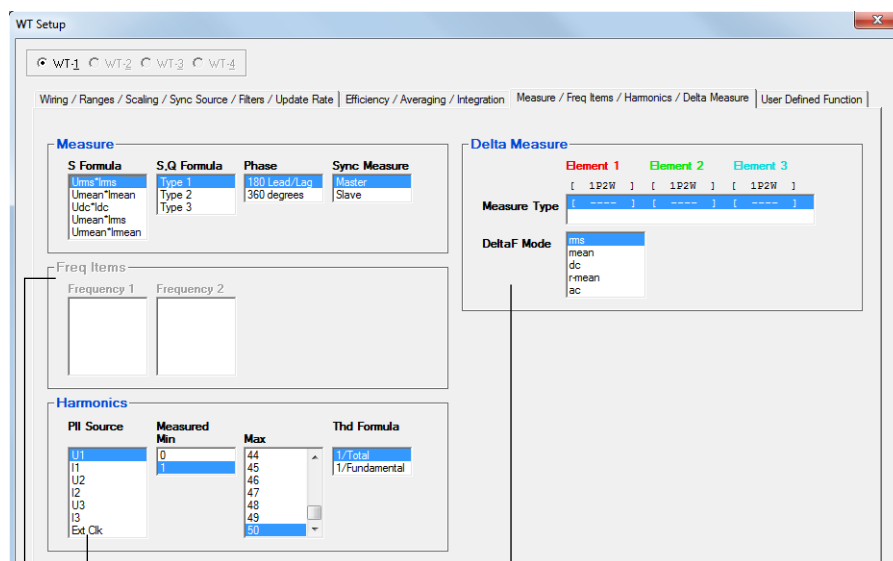 WT Setup
WT-1 WT-2 WT-3 WT-4
Wiring / Ranges / Scaling / Sync Source / Filters / Update Rate
Efficiency / Averaging / Integration
Measure / Freq Items / Harmonics / Delta Measure
User Defined Function
Measure
S Formula
Urms*Irms
Umean*Imean
Udc*Idc
Umean*Irms
Urmean*Irmean
S,Q Formula
Type 1
Type 2
Type 3
Phase
180 Lead/Lag
360 degrees
Sync Measure
Master
Slave
Freq Items
Frequency 1
Frequency 2
Harmonics
Pll Source
U1
I1
U2
I2
U3
I3
Ext Clk
Measured
Min
0
1
Max
44
45
46
47
48
49
50
Thd Formula
1/Total
1/Fundamental
Delta Measure
Element 1 Element 2 Element 3
[ 1P2W ] [ 1P2W ] [ 1P2W ]
Measure Type [ ---- ] [ ---- ] [ ---- ]
DeltaF Mode
rms
mean
dc
r-mean
ac